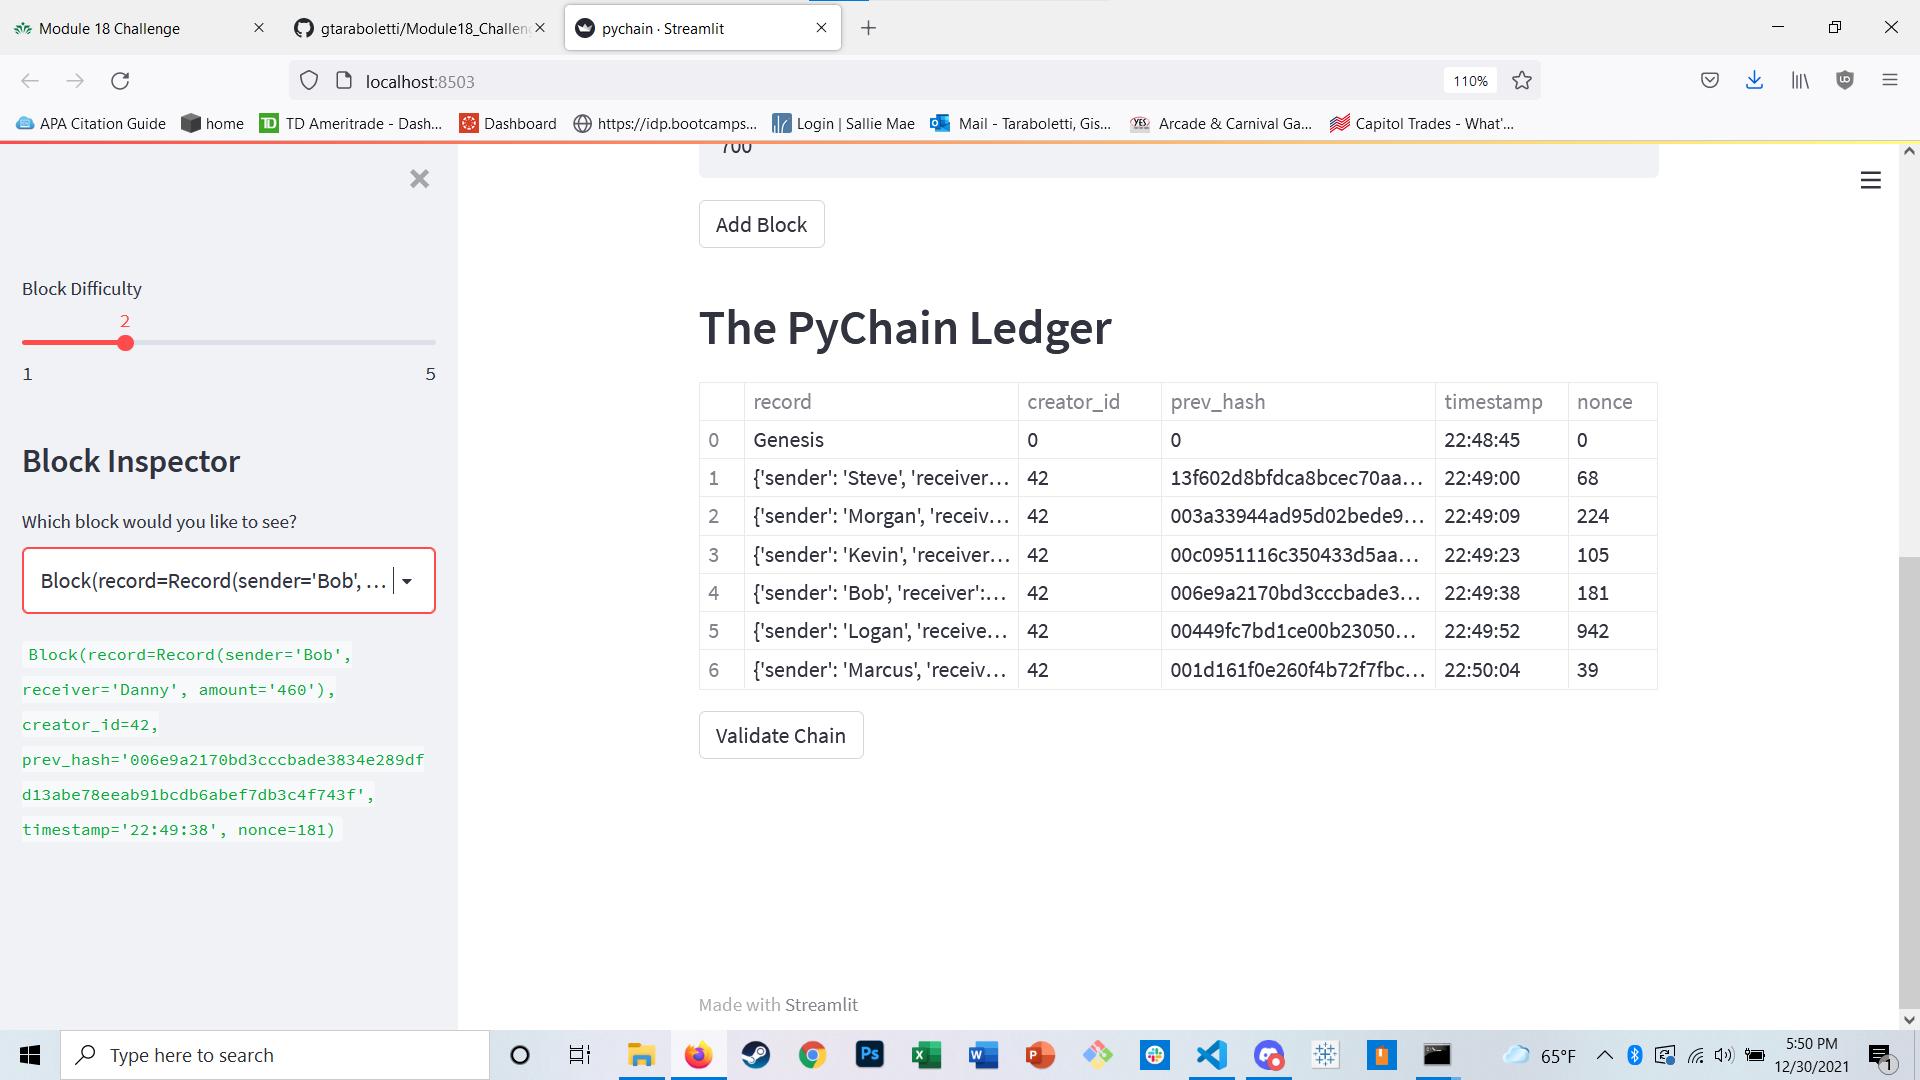 Module 18 Challenge
gtaraboletti/Module18_Challen
pychain · Streamlit
localhost:8503
110%
APA Citation Guide
home
TD Ameritrade - Dash...
Dashboard
https://idp.bootcamps...
Login | Sallie Mae
Mail - Taraboletti, Gis...
Arcade & Carnival Ga...
Capitol Trades - What'...
Block Difficulty
2
1 5
Block Inspector
Which block would you like to see?
Block(record=Record(sender='Bob', ...
Block(record=Record(sender='Bob',
receiver='Danny', amount='460'),
creator_id=42,
prev_hash='006e9a2170bd3cccbade3834e289df
d13abe78eeab91bcdb6abef7db3c4f743f',
timestamp='22:49:38', nonce=181)
700
Add Block
The PyChain Ledger
record creator_id prev_hash timestamp nonce
0 Genesis 0 0 22:48:45 0
1 {'sender': 'Steve', 'receiver... 42 13f602d8bfdca8bcec70aa... 22:49:00 68
2 {'sender': 'Morgan', 'receiv... 42 003a33944ad95d02bede9... 22:49:09 224
3 {'sender': 'Kevin', 'receiver... 42 00c0951116c350433d5aa... 22:49:23 105
4 {'sender': 'Bob', 'receiver':... 42 006e9a2170bd3cccbade3... 22:49:38 181
5 {'sender': 'Logan', 'receive... 42 00449fc7bd1ce00b23050... 22:49:52 942
6 {'sender': 'Marcus', 'receiv... 42 001d161f0e260f4b72f7fbc... 22:50:04 39
Validate Chain
Made with Streamlit
Type here to search
65°F
5:50 PM
12/30/2021
1